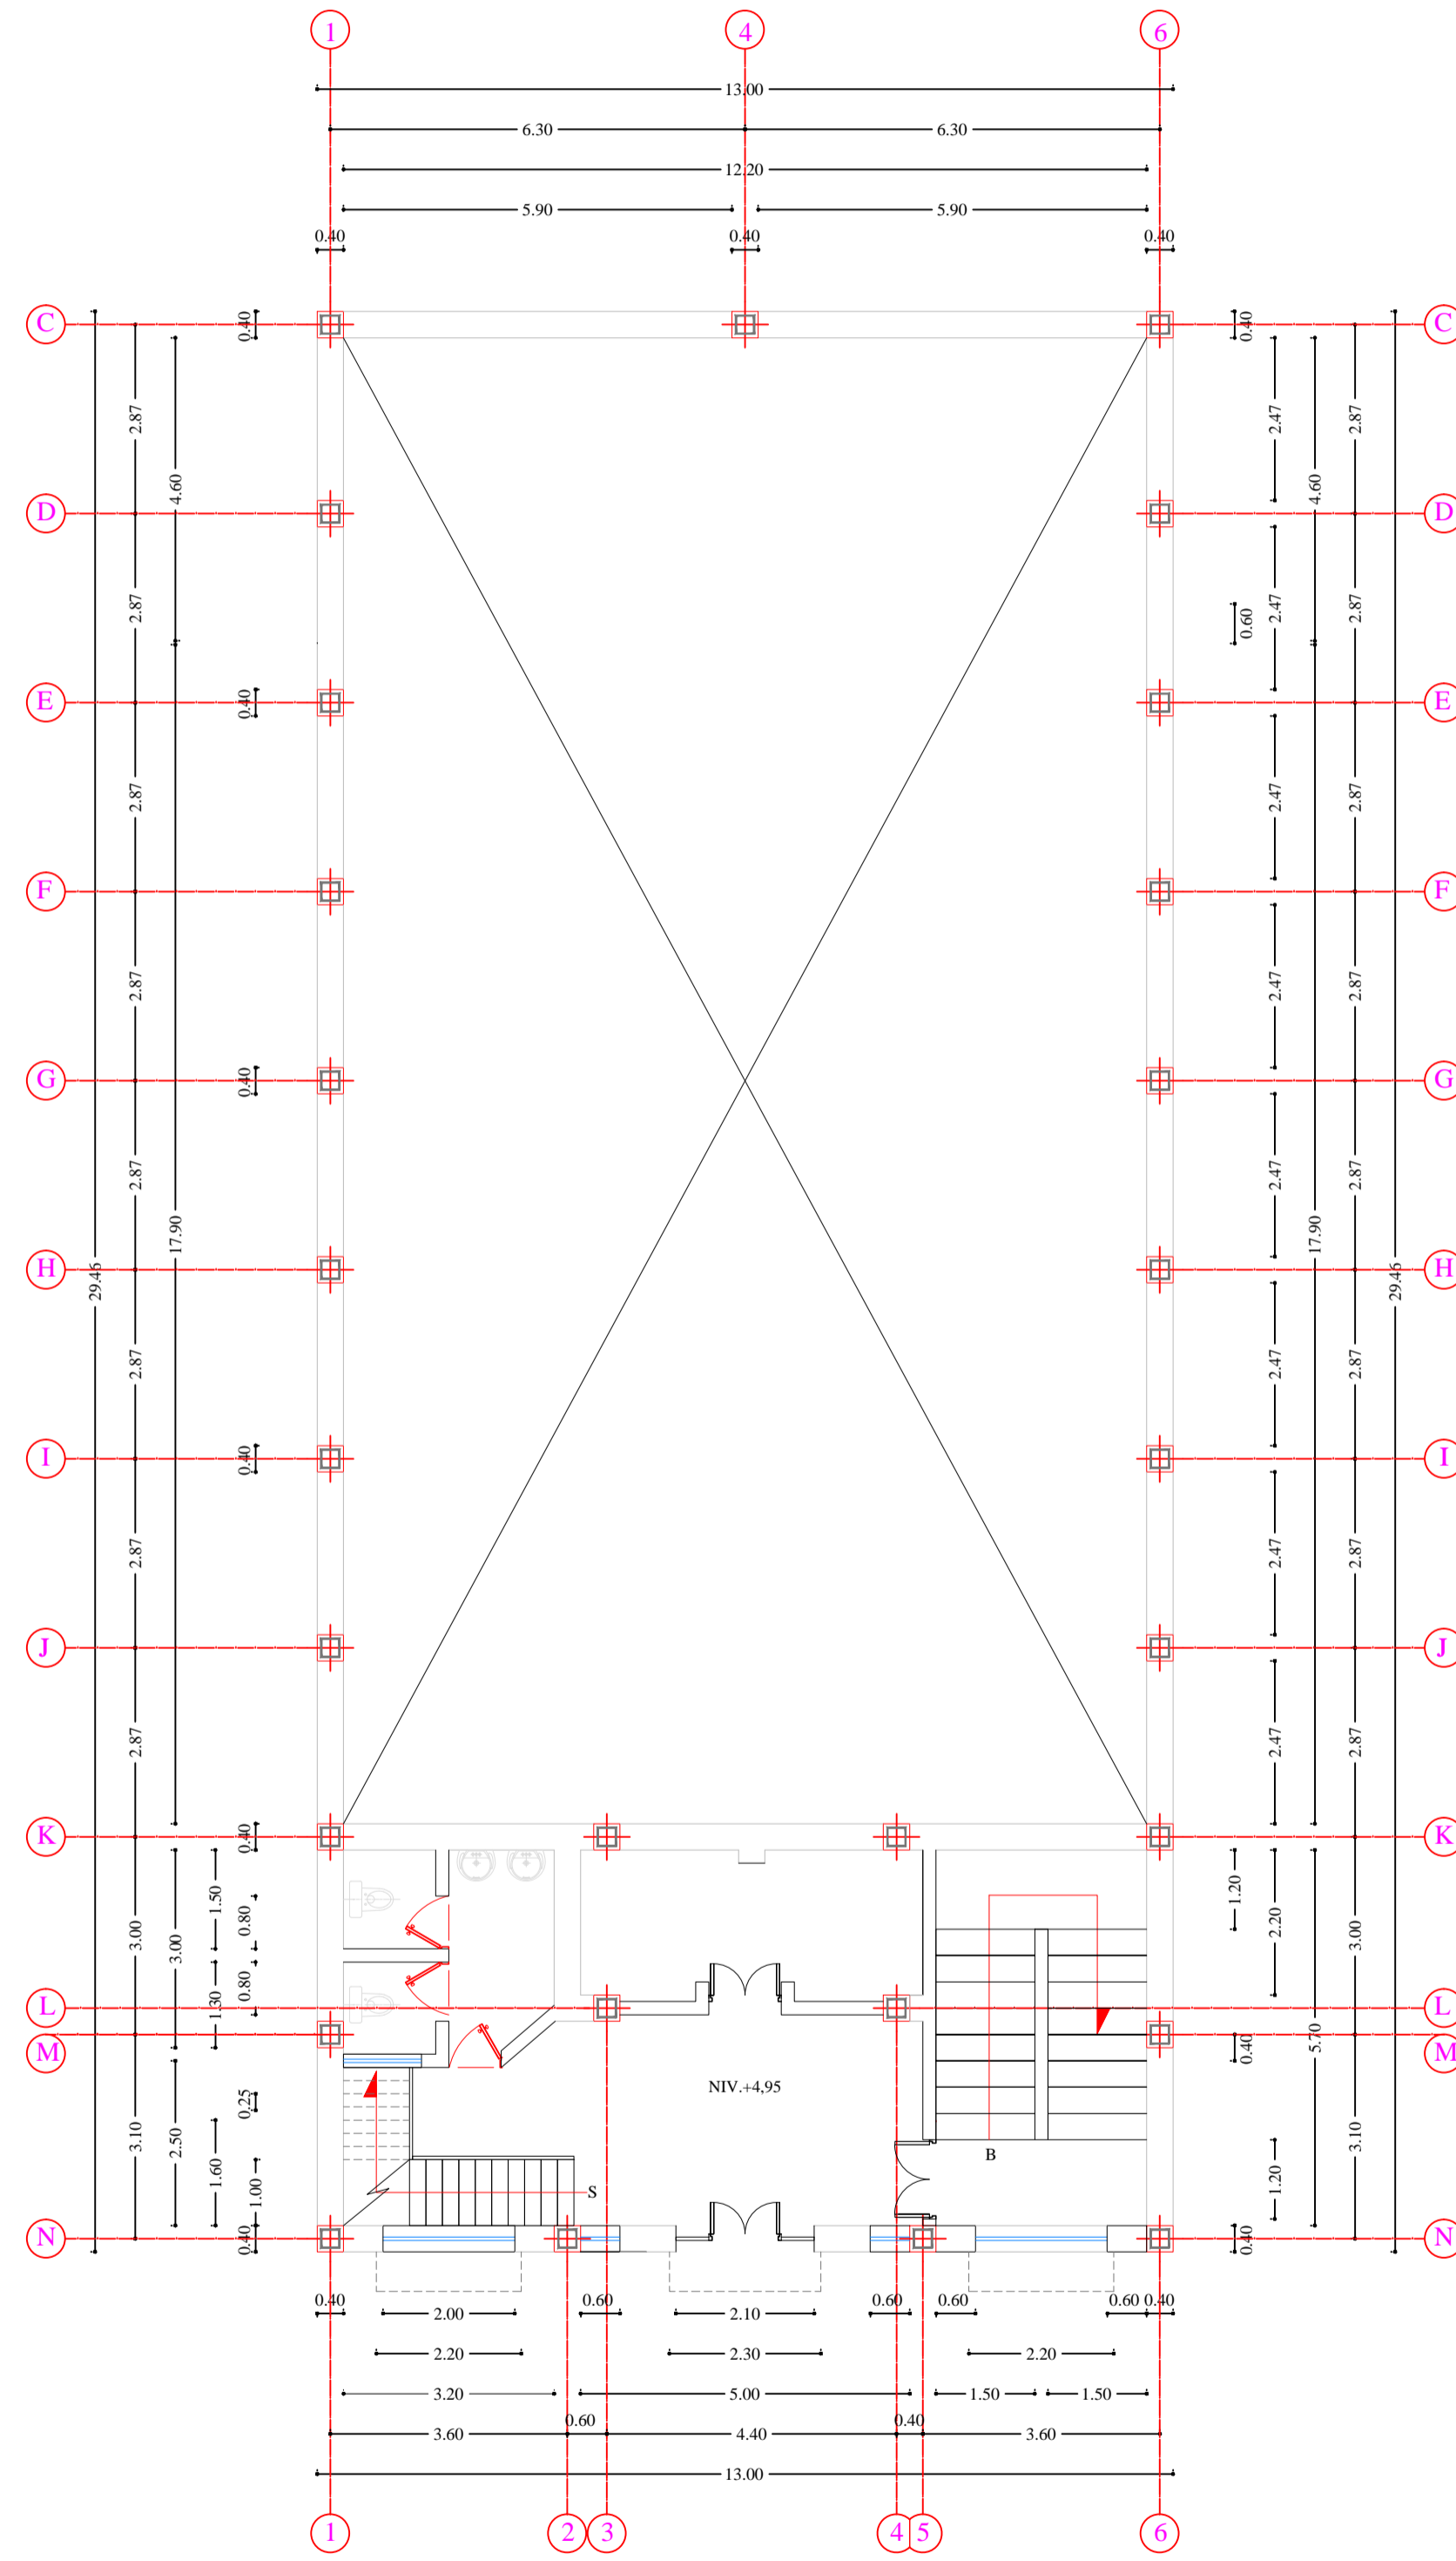 1 4 6
13.00
6.30 6.30
12.20
5.90 5.90
0.40 0.40 0.40
C 0.40 0.40 C
2.87 2.47 2.87
4.60 4.60
D D
2.87 0.60 2.47 2.87
E 0.40 E
2.87 2.47 2.87
F F
2.87 2.47 2.87
G 0.40 G
2.87 2.47 2.87
17.90 17.90
H 29.46 29.46 H
2.87 2.47 2.87
I 0.40 I
2.87 2.47 2.87
J J
2.87 2.47 2.87
K 0.40 K
1.50 1.20
3.00 3.00 0.80 2.20 3.00
0.80
L 1.30 L
M 0.40 5.70 M
NIV.+4,95
0.25
3.10 2.50 3.10
B
1.60 1.00 1.20
S
N 0.40 0.40 N
0.40 2.00 0.60 2.10 0.60 0.60 0.60 0.40
2.20 2.30 2.20
3.20 5.00 1.50 1.50
3.60 0.60 4.40 0.40 3.60
13.00
1 2 3 4 5 6